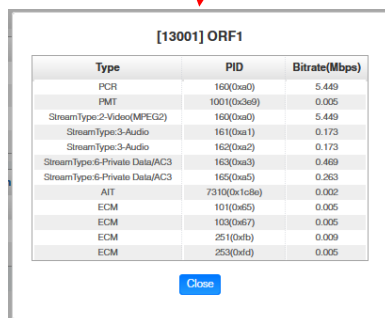 [13001] ORF1
Type PID Bitrate(Mbps)
PCR 160(0xa0) 5.449
PMT 1001(0x3e9) 0.005
StreamType:2-Video(MPEG2) 160(0xa0) 5.449
StreamType:3-Audio 161(0xa1) 0.173
StreamType:3-Audio 162(0xa2) 0.173
StreamType:6-Private Data/AC3 163(0xa3) 0.469
StreamType:6-Private Data/AC3 165(0xa5) 0.263
AIT 7310(0x1c8e) 0.002
ECM 101(0x65) 0.005
ECM 103(0x67) 0.005
ECM 251(0xfb) 0.009
ECM 253(0xfd) 0.005
Close